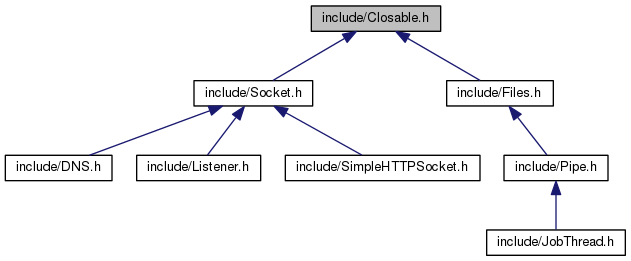 include/Closable.h
include/Socket.h
include/Files.h
include/DNS.h
include/Listener.h
include/SimpleHTTPSocket.h
include/Pipe.h
include/JobThread.h